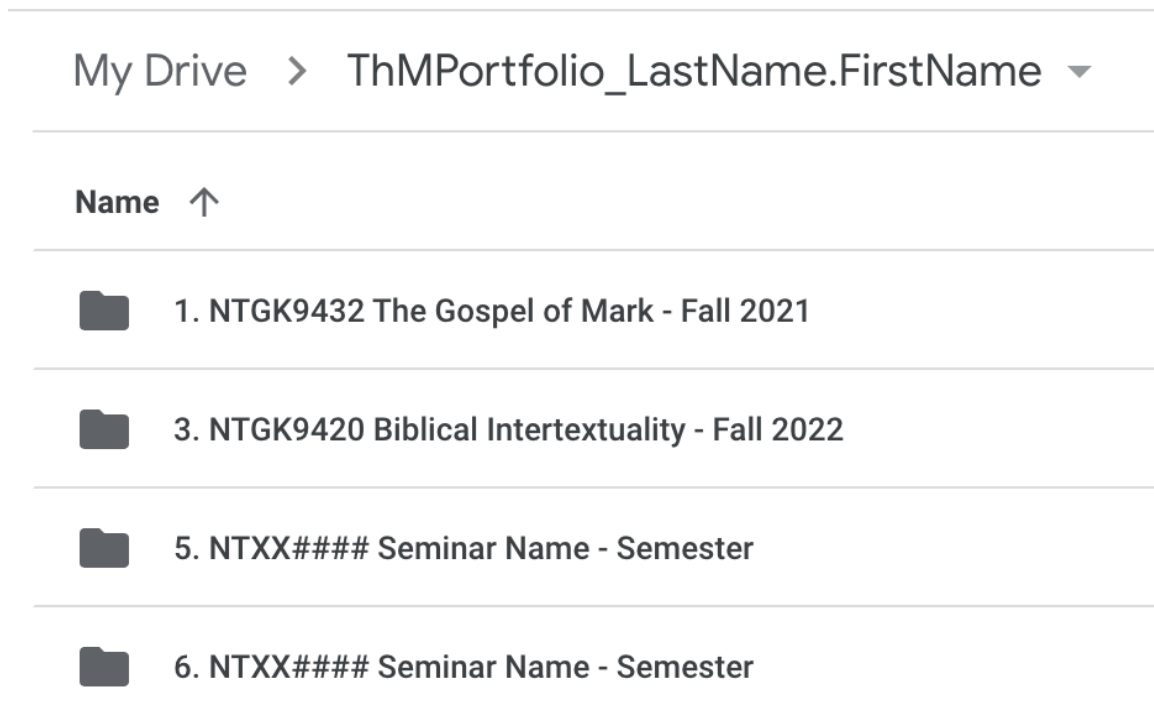 My Drive > ThMPortfolio_LastName.FirstName
Name ↑
1. NTGK9432 The Gospel of Mark - Fall 2021
3. NTGK9420 Biblical Intertextuality - Fall 2022
5. NTXX#### Seminar Name - Semester
6. NTXX#### Seminar Name - Semester